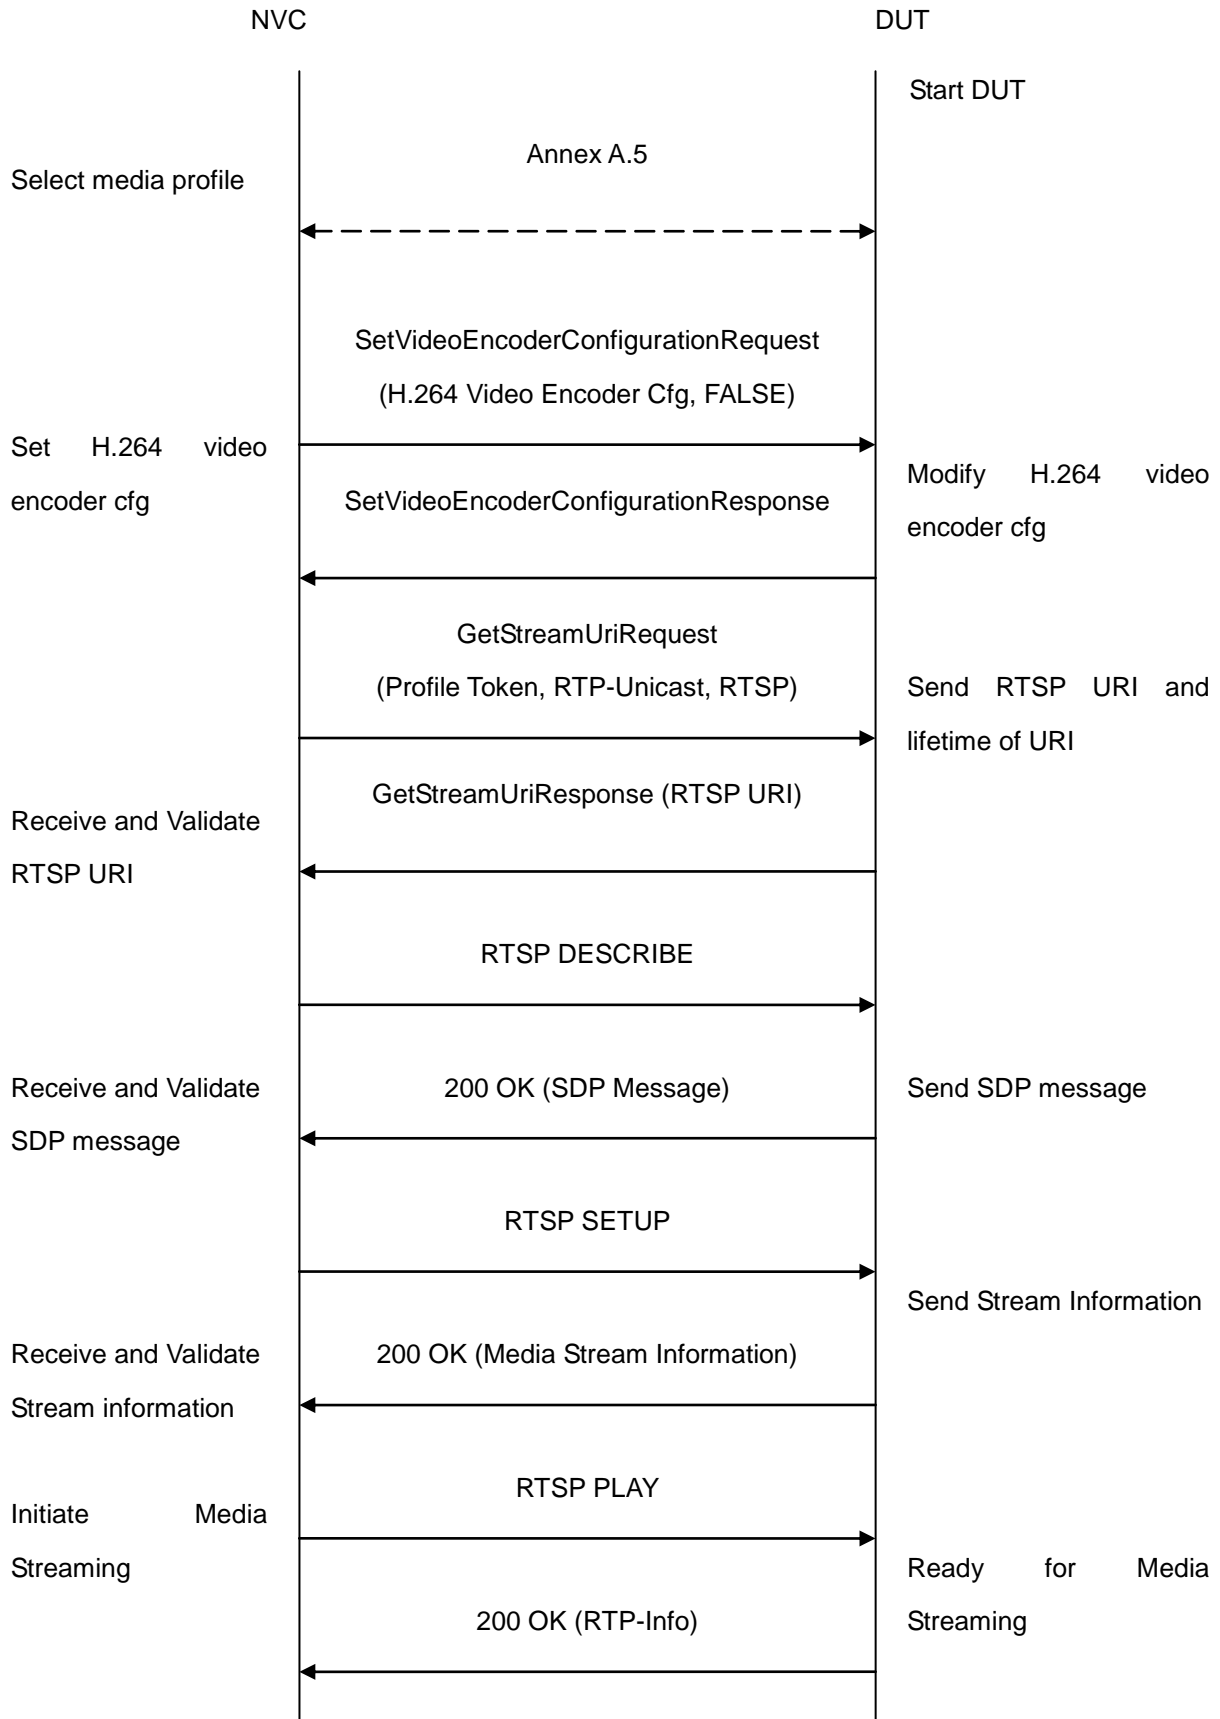 NVC
DUT
Start DUT
Annex A.5
Select media profile
SetVideoEncoderConfigurationRequest
(H.264 Video Encoder Cfg, FALSE)
Set H.264 video
encoder cfg
Modify H.264 video
encoder cfg
SetVideoEncoderConfigurationResponse
GetStreamUriRequest
(Profile Token, RTP-Unicast, RTSP)
Send RTSP URI and
lifetime of URI
GetStreamUriResponse (RTSP URI)
Receive and Validate
RTSP URI
RTSP DESCRIBE
Receive and Validate
SDP message
200 OK (SDP Message)
Send SDP message
RTSP SETUP
Send Stream Information
Receive and Validate
Stream information
200 OK (Media Stream Information)
RTSP PLAY
Initiate Media
Streaming
Ready for Media
Streaming
200 OK (RTP-Info)